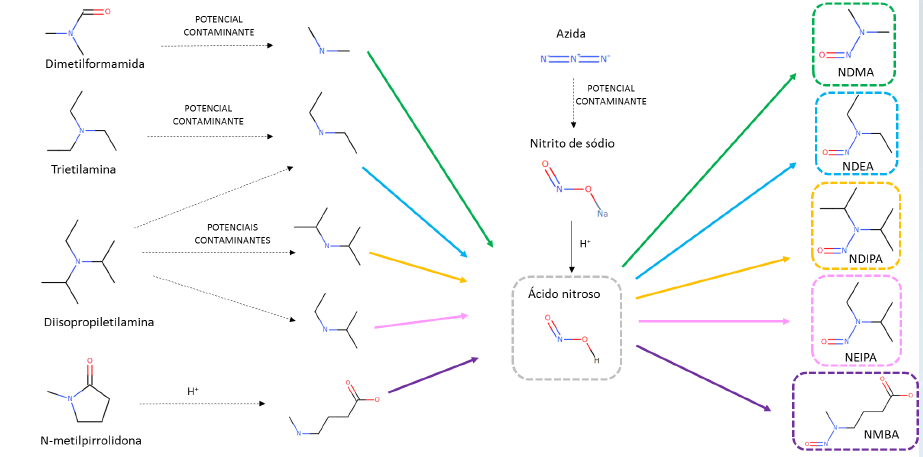 Dimetilformamida
POTENCIAL
CONTAMINANTE
Trietilamina
POTENCIAL
CONTAMINANTE
Diisopropiletilamina
POTENCIAIS
CONTAMINANTES
N-metilpirrolidona
H⁺
Azida
N⁻ N⁺ N⁻
POTENCIAL
CONTAMINANTE
Nitrito de sódio
O
N O
Na
H⁺
Ácido nitroso
O
N O
H
NDMA
NDEA
NDIPA
NEIPA
NMBA